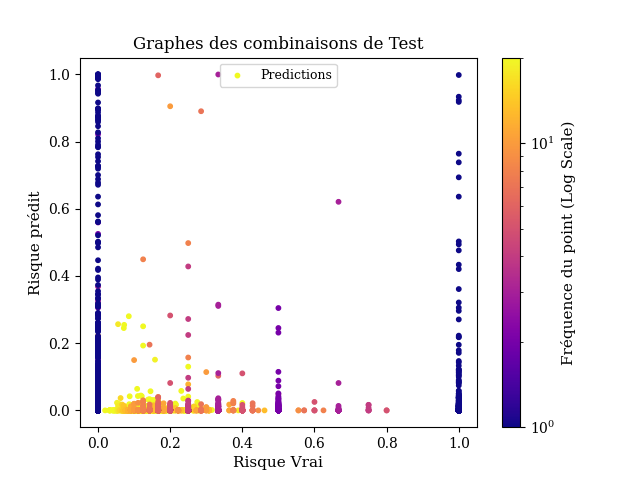 Graphes des combinaisons de Test
Predictions
1.0
0.8
0.6
0.4
0.2
0.0
Risque prédit
0.0 0.2 0.4 0.6 0.8 1.0
Risque Vrai
10¹
10⁰
Fréquence du point (Log Scale)